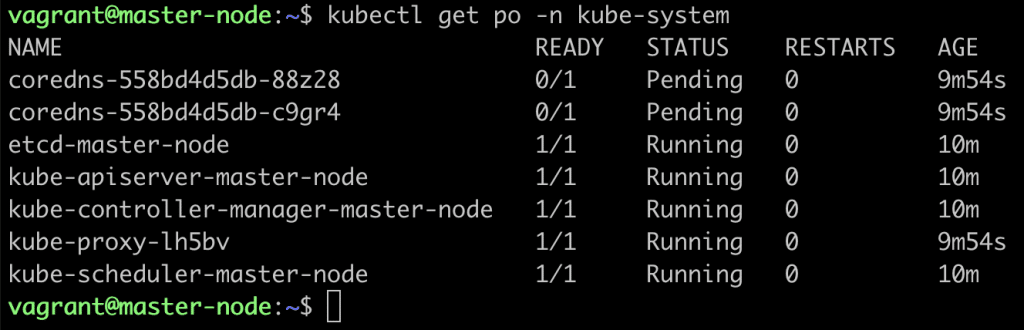 vagrant@master-node:~$ kubectl get po -n kube-system
NAME READY STATUS RESTARTS AGE
coredns-558bd4d5db-88z28 0/1 Pending 0 9m54s
coredns-558bd4d5db-c9gr4 0/1 Pending 0 9m54s
etcd-master-node 1/1 Running 0 10m
kube-apiserver-master-node 1/1 Running 0 10m
kube-controller-manager-master-node 1/1 Running 0 10m
kube-proxy-lh5bv 1/1 Running 0 9m54s
kube-scheduler-master-node 1/1 Running 0 10m
vagrant@master-node:~$